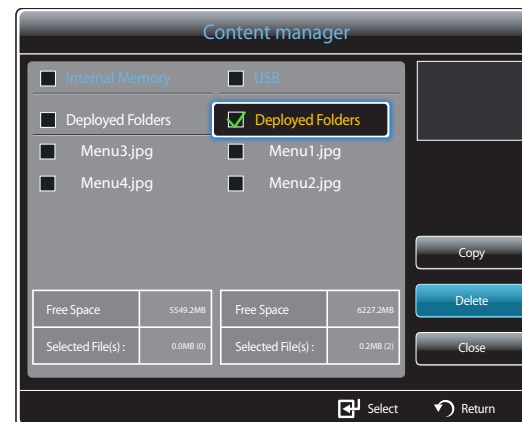 Content manager
Internal Memory
USB
Deployed Folders
Deployed Folders
Menu3.jpg
Menu1.jpg
Menu4.jpg
Menu2.jpg
Copy
Delete
Close
Free Space 5549.2MB
Free Space 6227.2MB
Selected File(s) : 0.0MB (0)
Selected File(s) : 0.2MB (2)
Select
Return